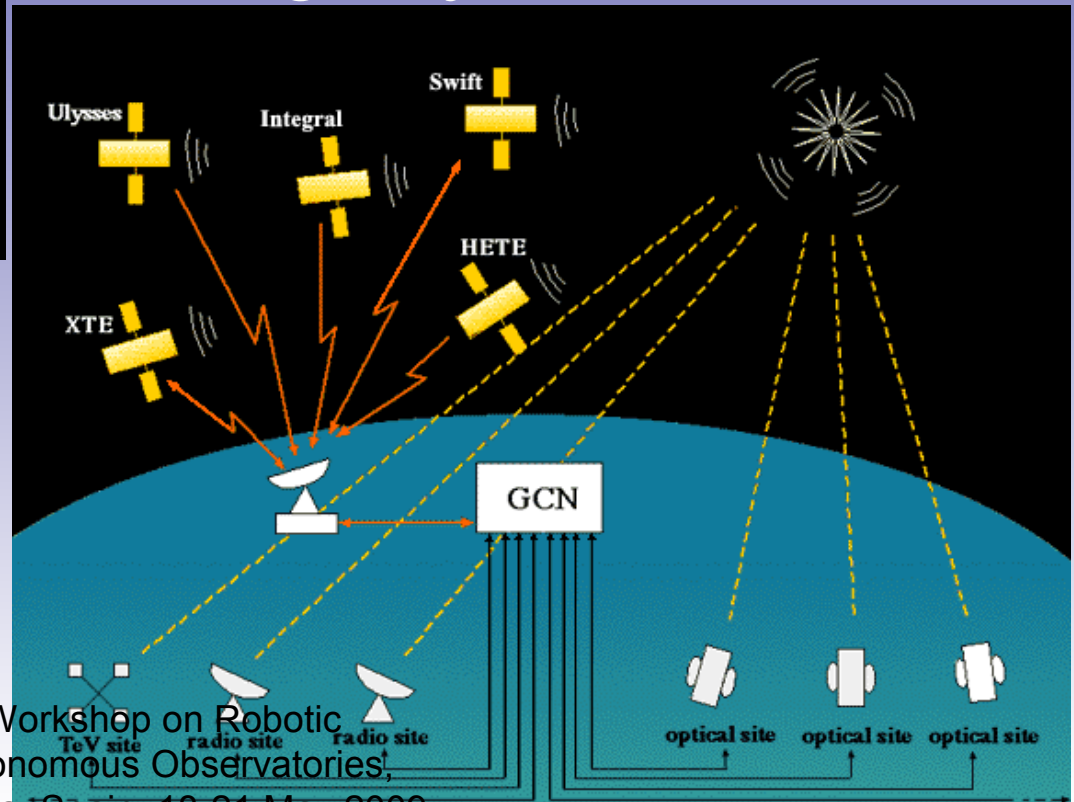 Swift
Ulysses
Integral
HETE
XTE
GCN
Workshop on Robotic
TeV site
radio site
radio site
optical site
optical site
optical site
Observatories,